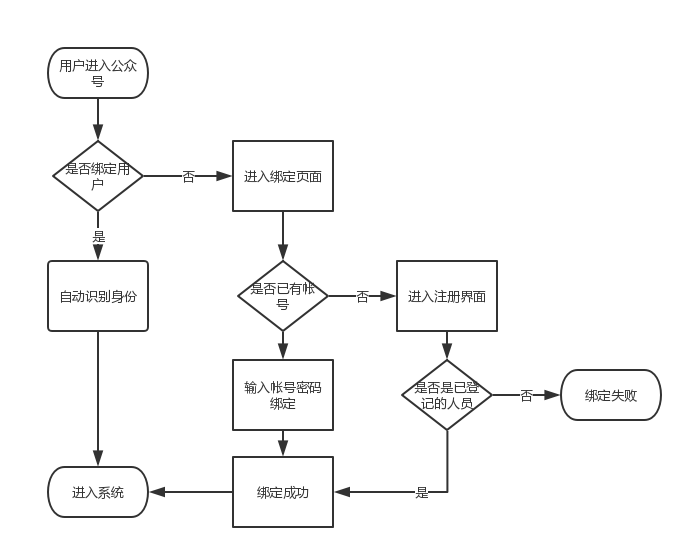 用户进入公众
号
是否绑定用
户
否
进入绑定页面
是
自动识别身份
是否已有帐
号
否
进入注册界面
输入帐号密码
绑定
是否是已登
记的人员
否
绑定失败
进入系统
绑定成功
是